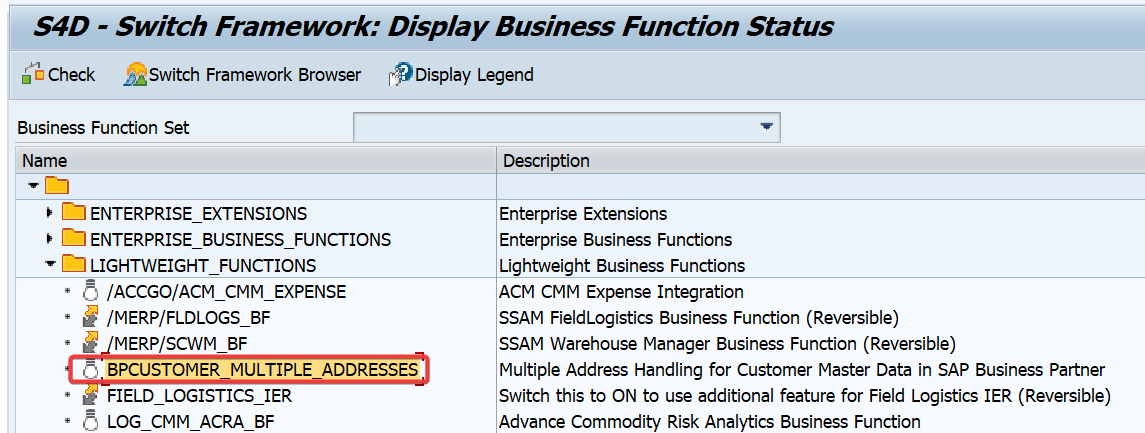 S4D - Switch Framework: Display Business Function Status
Check Switch Framework Browser Display Legend
Business Function Set
Name Description
ENTERPRISE_EXTENSIONS Enterprise Extensions
ENTERPRISE_BUSINESS_FUNCTIONS Enterprise Business Functions
LIGHTWEIGHT_FUNCTIONS Lightweight Business Functions
/ACCGO/ACM_CMM_EXPENSE ACM CMM Expense Integration
/MERP/FLDLOGS_BF SSAM FieldLogistics Business Function (Reversible)
/MERP/SCWM_BF SSAM Warehouse Manager Business Function (Reversible)
BPCUSTOMER_MULTIPLE_ADDRESSES Multiple Address Handling for Customer Master Data in SAP Business Partner
FIELD_LOGISTICS_IER Switch this to ON to use additional feature for Field Logistics IER (Reversible)
LOG_CMM_ACRA_BF Advance Commodity Risk Analytics Business Function